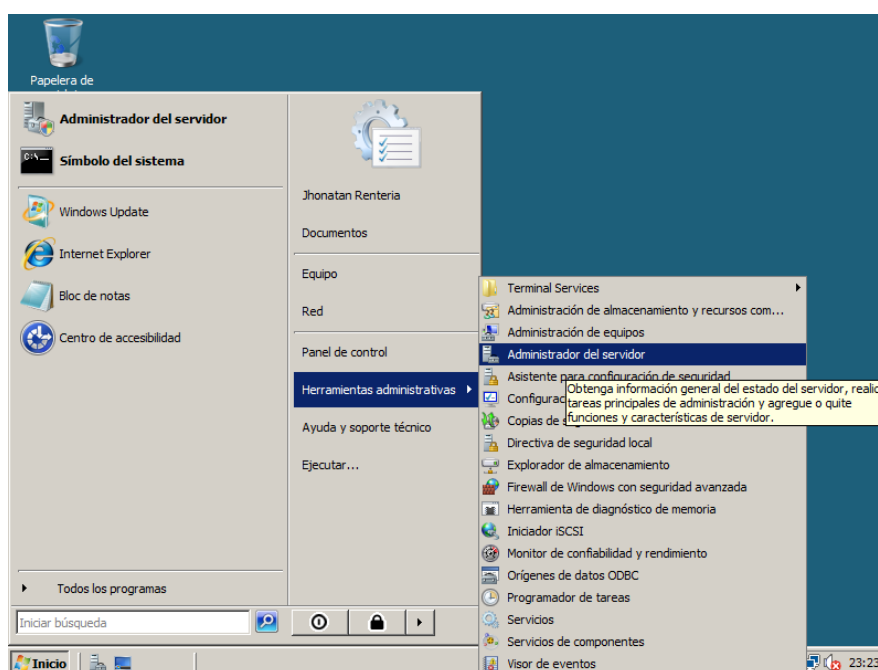 Papelera de
Administrador del servidor
Símbolo del sistema
Windows Update
Internet Explorer
Bloc de notas
Centro de accesibilidad
Todos los programas
Iniciar búsqueda
Jhonatan Renteria
Documentos
Equipo
Red
Panel de control
Herramientas administrativas
Ayuda y soporte técnico
Ejecutar...
Terminal Services
Administración de almacenamiento y recursos com...
Administración de equipos
Administrador del servidor
Asistente para configuración de seguridad
Obtenga información general del estado del servidor, realic
tareas principales de administración y agregue o quite
funciones y características de servidor.
Configurac
Copias de s
Directiva de seguridad local
Explorador de almacenamiento
Firewall de Windows con seguridad avanzada
Herramienta de diagnóstico de memoria
Iniciador iSCSI
Monitor de confiabilidad y rendimiento
Orígenes de datos ODBC
Programador de tareas
Servicios
Servicios de componentes
Visor de eventos
Inicio
23:23